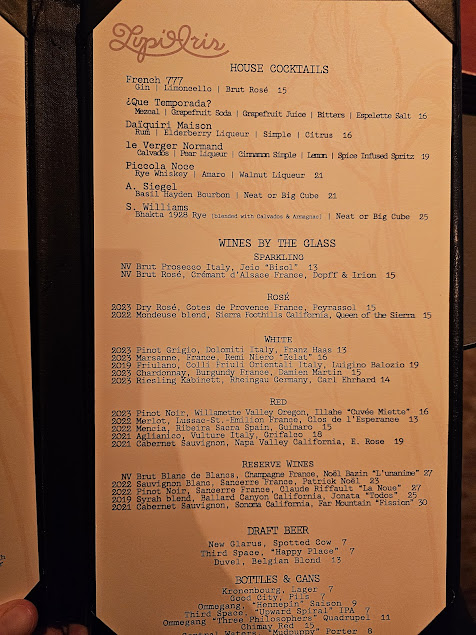 Lupi & Iris
HOUSE COCKTAILS
French 777
Gin | Limoncello | Brut Rosé 15
¿Que Temporada?
Mezcal | Grapefruit Soda | Grapefruit Juice | Bitters | Espelette Salt 16
Daïquiri Maison
Rum | Elderberry Liqueur | Simple | Citrus 16
le Verger Normand
Calvados | Pear Liqueur | Cinnamon Simple | Lemon | Spice Infused Spritz 19
Piccola Noce
Rye Whiskey | Amaro | Walnut Liqueur 21
A. Siegel
Basil Hayden Bourbon | Neat or Big Cube 21
S. Williams
Bhakta 1928 Rye [blended with Calvados & Armagnac] | Neat or Big Cube 25
WINES BY THE GLASS
SPARKLING
NV Brut Prosecco Italy, Jeio "Bisol" 13
NV Brut Rosé, Crémant d'Alsace France, Dopff & Irion 15
ROSÉ
2023 Dry Rosé, Cotes de Provence France, Peyrassol 15
2022 Mondeuse blend, Sierra Foothills California, Queen of the Sierra 15
WHITE
2023 Pinot Grigio, Dolomiti Italy, Franz Haas 13
2023 Marsanne, France, Remi Niero "Eclat" 16
2019 Friulano, Colli Friuli Orientali Italy, Luigino Balozio 19
2023 Chardonnay, Burgundy France, Damien Martin 15
2023 Riesling Kabinett, Rheingau Germany, Carl Ehrhard 14
RED
2023 Pinot Noir, Willamette Valley Oregon, Illahe "Cuvée Miette" 16
2022 Merlot, Lussac-St.-Emilion France, Clos de l'Esperance 13
2022 Mencia, Ribeira Sacra Spain, Guimaro 15
2021 Aglianico, Vulture Italy, Grifalco 18
2021 Cabernet Sauvignon, Napa Valley California, E. Rose 19
RESERVE WINES
NV Brut Blanc de Blancs, Champagne France, Noël Bazin "L'unanime" 27
2022 Sauvignon Blanc, Sancerre France, Patrick Noël 23
2022 Pinot Noir, Sancerre France, Claude Riffault "La Noue" 27
2019 Syrah blend, Ballard Canyon California, Jonata "Todos" 25
2021 Cabernet Sauvignon, Sonoma California, Far Mountain "Fission" 30
DRAFT BEER
New Glarus, Spotted Cow 7
Third Space, "Happy Place" 7
Duvel, Belgian Blond 13
BOTTLES & CANS
Kronenbourg, Lager 7
Good City, Pils 7
Ommegang, "Hennepin" Saison 9
Third Space, "Upward Spiral" IPA 7
Ommegang "Three Philosophers" Quadrupel 11
Chimay Red 15
Central Waters, "Mudpuppy" Porter 8